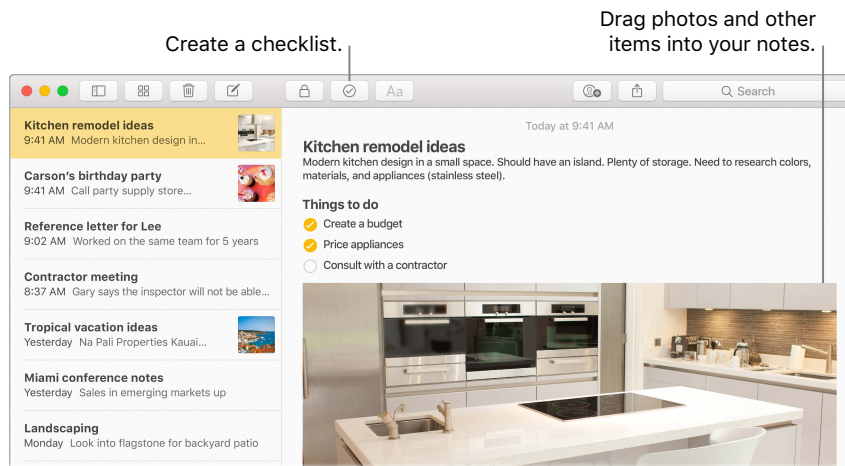 Drag photos and other
items into your notes.
Create a checklist.
Aa
Search
Kitchen remodel ideas
9:41 AM Modern kitchen design in...
Carson's birthday party
9:41 AM Call party supply store...
Reference letter for Lee
9:02 AM Worked on the same team for 5 years
Contractor meeting
8:37 AM Gary says the inspector will not be able...
Tropical vacation ideas
Yesterday Na Pali Properties Kauai...
Miami conference notes
Yesterday Sales in emerging markets up
Landscaping
Monday Look into flagstone for backyard patio
Today at 9:41 AM
Kitchen remodel ideas
Modern kitchen design in a small space. Should have an island. Plenty of storage. Need to research colors,
materials, and appliances (stainless steel).
Things to do
Create a budget
Price appliances
Consult with a contractor